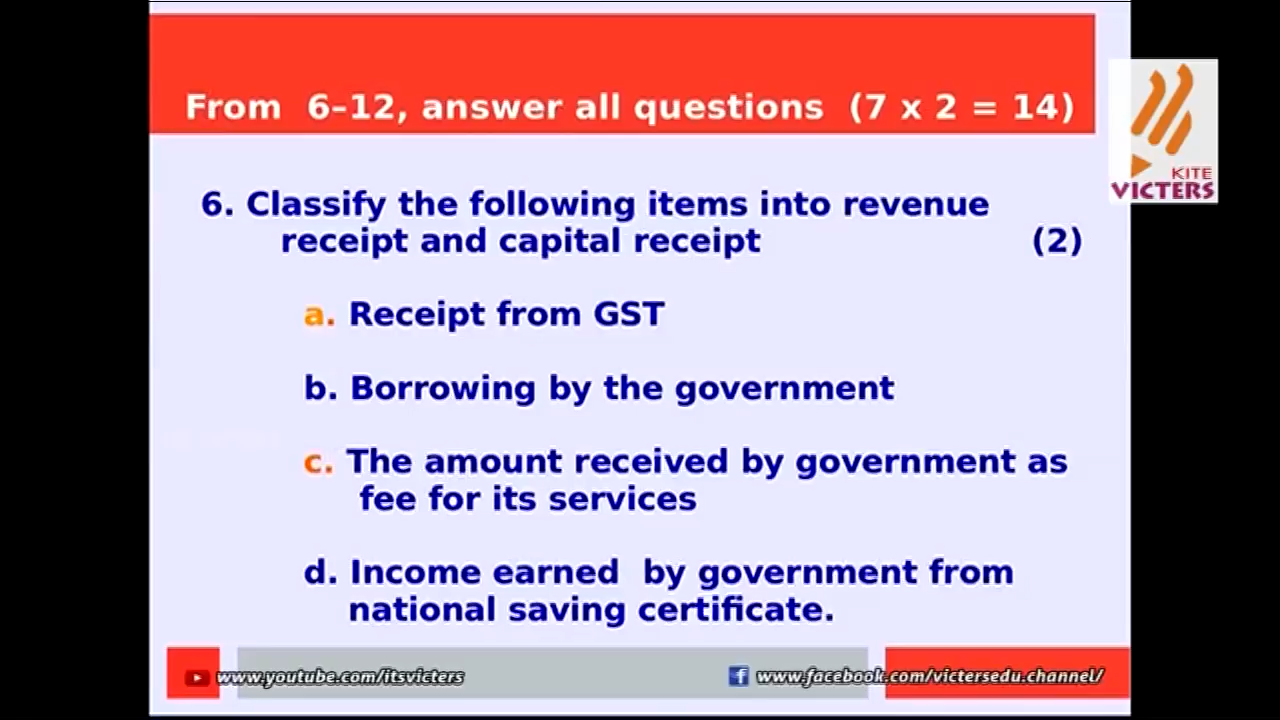 From 6–12, answer all questions (7 x 2 = 14)
KITE
VICTERS
6. Classify the following items into revenue
receipt and capital receipt (2)
a. Receipt from GST
b. Borrowing by the government
c. The amount received by government as
fee for its services
d. Income earned by government from
national saving certificate.
www.youtube.com/itsvicters
www.facebook.com/victersedu.channel/